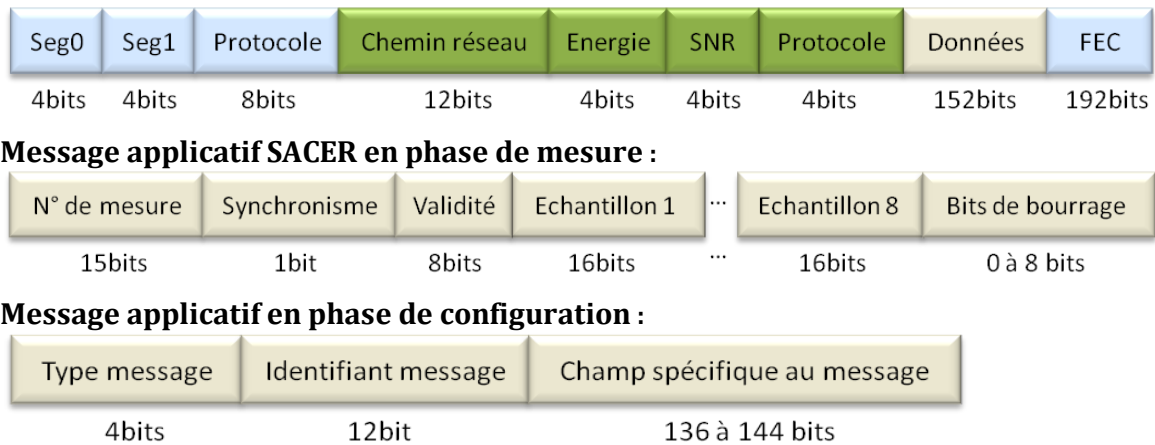 Seg0 Seg1 Protocole Chemin réseau Energie SNR Protocole Données FEC
4bits 4bits 8bits 12bits 4bits 4bits 4bits 152bits 192bits
Message applicatif SACER en phase de mesure :
N° de mesure Synchronisme Validité Echantillon 1 ... Echantillon 8 Bits de bourrage
15bits 1bit 8bits 16bits ... 16bits 0 à 8 bits
Message applicatif en phase de configuration :
Type message Identifiant message Champ spécifique au message
4bits 12bit 136 à 144 bits